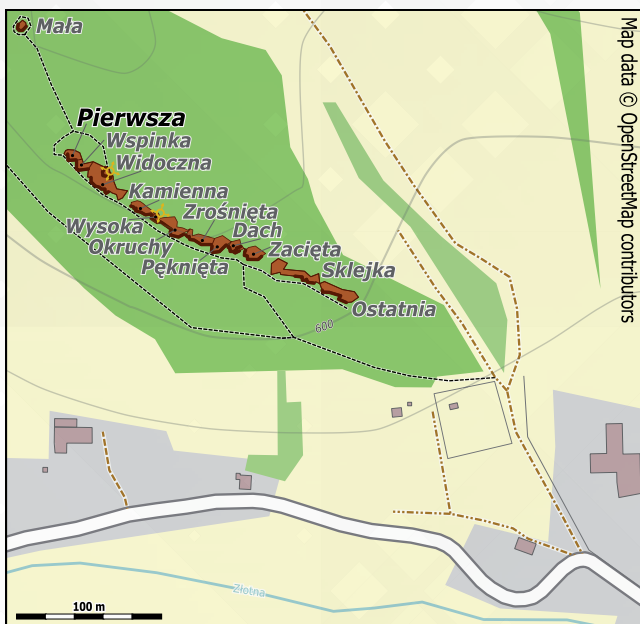 Mała
Map data © OpenStreetMap contributors
Pierwsza
Wspinka
Widoczna
Kamienna
Zrośnięta
Wysoka
Dach
Okruchy
Zacięta
Pęknięta
Sklejka
Ostatnia
600
Złotna
100 m